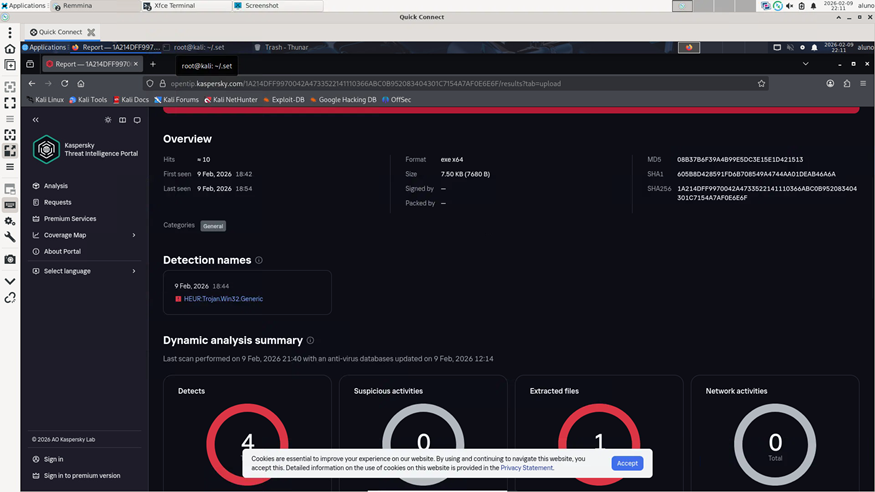 Applications
Remmina
Xfce Terminal
Screenshot
2026-02-09
22:11
aluno
Quick Connect
Quick Connect
Applications
Report — 1A214DFF997...
root@kali: ~/.set
Trash - Thunar
2026-02-09
22:11
aluno
Report — 1A214DFF9970
root@kali: ~/.set
opentip.kaspersky.com/1A214DFF9970042A4733522141110366ABC0B952083404301C7154A7AF0E6E6F/results?tab=upload
Kali Linux
Kali Tools
Kali Docs
Kali Forums
Kali NetHunter
Exploit-DB
Google Hacking DB
OffSec
Kaspersky
Threat Intelligence Portal
Analysis
Requests
Premium Services
Coverage Map
About Portal
Select language
© 2026 AO Kaspersky Lab
Sign in
Sign in to premium version
Overview
Hits ≈ 10
First seen 9 Feb, 2026 18:42
Last seen 9 Feb, 2026 18:54
Format exe x64
Size 7.50 KB (7680 B)
Signed by —
Packed by —
MD5 08B37B6F39A4B99E5DC3E15E1D421513
SHA1 605B8D428591FD6B708549A4744AA01DEAB46A6A
SHA256 1A214DFF9970042A4733522141110366ABC0B952083404
301C7154A7AF0E6E6F
Categories General
Detection names
9 Feb, 2026 18:44
HEUR:Trojan.Win32.Generic
Dynamic analysis summary
Last scan performed on 9 Feb, 2026 21:40 with an anti-virus databases updated on 9 Feb, 2026 12:14
Detects
4
Suspicious activities
0
Extracted files
1
Network activities
0
Total
Cookies are essential to improve your experience on our website. By using and continuing to navigate this website, you
accept this. Detailed information on the use of cookies on this website is provided in the Privacy Statement.
Accept